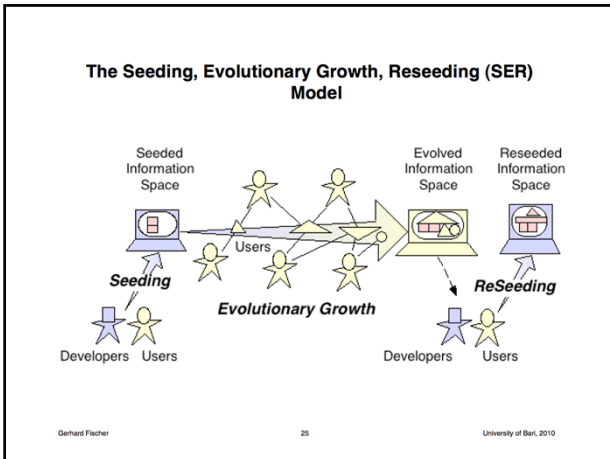 The Seeding, Evolutionary Growth, Reseeding (SER)
Model
Seeded
Information
Space
Evolved
Information
Space
Reseeded
Information
Space
Users
Seeding
Evolutionary Growth
ReSeeding
Developers Users
Developers Users
Gerhard Fischer 25 University of Bari, 2010